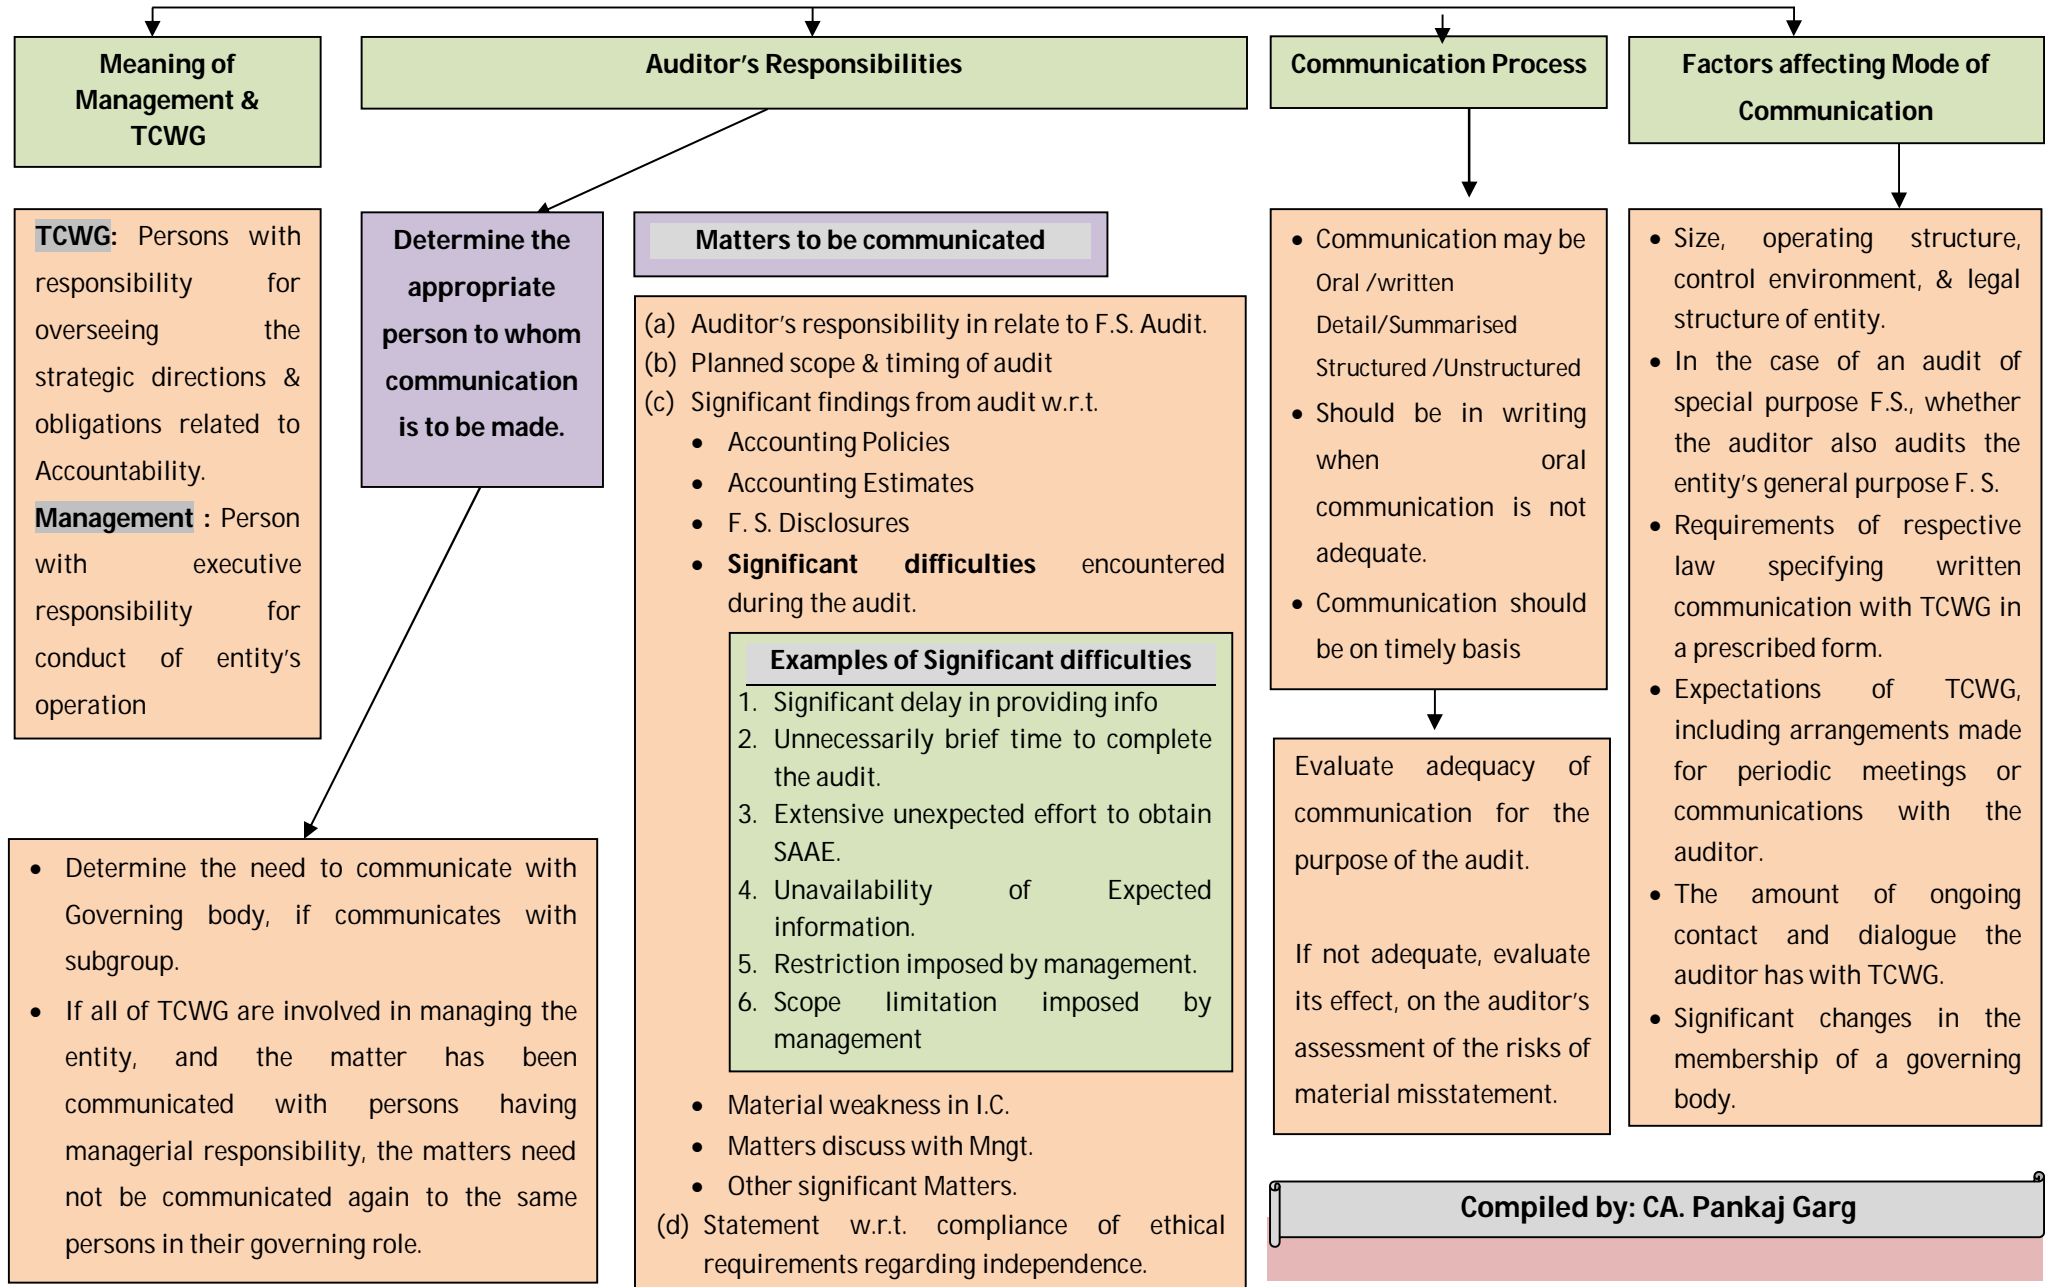 Meaning of
Management &
TCWG
TCWG: Persons with
responsibility for
overseeing the
strategic directions &
obligations related to
Accountability.
Management : Person
with executive
responsibility for
conduct of entity's
operation
Auditor's Responsibilities
Determine the
appropriate
person to whom
communication
is to be made.
• Determine the need to communicate with
Governing body, if communicates with
subgroup.
• If all of TCWG are involved in managing the
entity, and the matter has been
communicated with persons having
managerial responsibility, the matters need
not be communicated again to the same
persons in their governing role.
Matters to be communicated
(a) Auditor's responsibility in relate to F.S. Audit.
(b) Planned scope & timing of audit
(c) Significant findings from audit w.r.t.
• Accounting Policies
• Accounting Estimates
• F. S. Disclosures
• Significant difficulties encountered
during the audit.
Examples of Significant difficulties
1. Significant delay in providing info
2. Unnecessarily brief time to complete
the audit.
3. Extensive unexpected effort to obtain
SAAE.
4. Unavailability of Expected
information.
5. Restriction imposed by management.
6. Scope limitation imposed by
management
• Material weakness in I.C.
• Matters discuss with Mngt.
• Other significant Matters.
(d) Statement w.r.t. compliance of ethical
requirements regarding independence.
Communication Process
• Communication may be
Oral /written
Detail/Summarised
Structured /Unstructured
• Should be in writing
when oral
communication is not
adequate.
• Communication should
be on timely basis
Evaluate adequacy of
communication for the
purpose of the audit.
If not adequate, evaluate
its effect, on the auditor's
assessment of the risks of
material misstatement.
Factors affecting Mode of
Communication
• Size, operating structure,
control environment, & legal
structure of entity.
• In the case of an audit of
special purpose F.S., whether
the auditor also audits the
entity's general purpose F. S.
• Requirements of respective
law specifying written
communication with TCWG in
a prescribed form.
• Expectations of TCWG,
including arrangements made
for periodic meetings or
communications with the
auditor.
• The amount of ongoing
contact and dialogue the
auditor has with TCWG.
• Significant changes in the
membership of a governing
body.
Compiled by: CA. Pankaj Garg